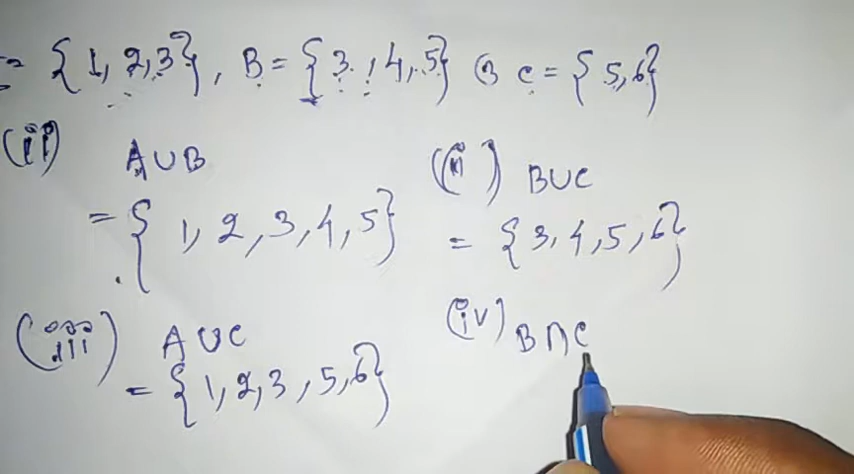 = {1, 2, 3}, B = {3, 4, 5} ও C = {5, 6}
(ii) A∪B
= {1, 2, 3, 4, 5}
(ii) B∪C
= {3, 4, 5, 6}
(iii) A∪C
= {1, 2, 3, 5, 6}
(iv) B∩C